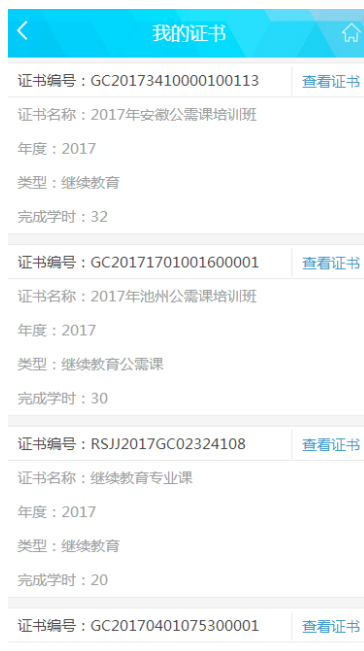 我的证书
证书编号：GC20173410000100113 查看证书
证书名称：2017年安徽公需课培训班
年度：2017
类型：继续教育
完成学时：32
证书编号：GC20171701001600001 查看证书
证书名称：2017年池州公需课培训班
年度：2017
类型：继续教育公需课
完成学时：30
证书编号：RSJJ2017GC02324108 查看证书
证书名称：继续教育专业课
年度：2017
类型：继续教育
完成学时：20
证书编号：GC20170401075300001 查看证书